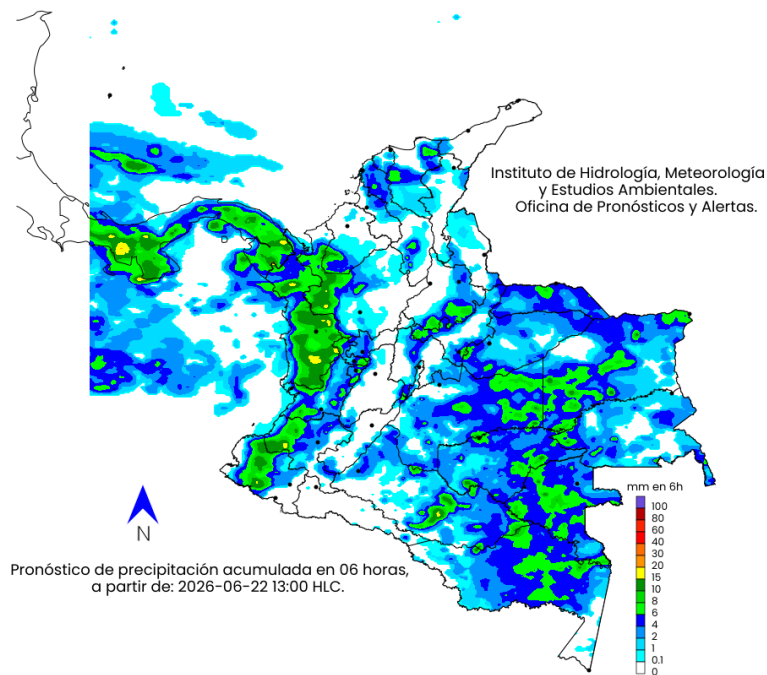 Instituto de Hidrología, Meteorología
y Estudios Ambientales.
Oficina de Pronósticos y Alertas.
mm en 6h
100
80
60
40
30
20
15
10
8
6
4
2
1
0.1
0
N
Pronóstico de precipitación acumulada en 06 horas,
a partir de: 2026-06-22 13:00 HLC.